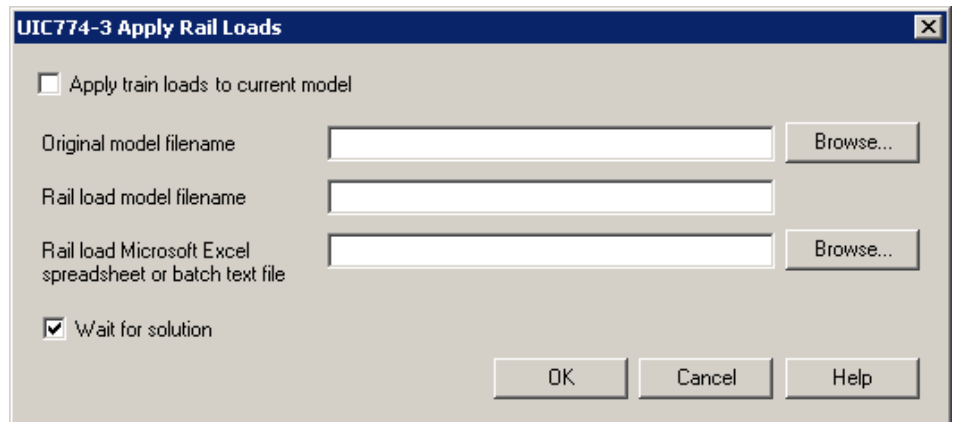 UIC774-3 Apply Rail Loads
Apply train loads to current model
Original model filename
Browse...
Rail load model filename
Rail load Microsoft Excel
spreadsheet or batch text file
Browse...
Wait for solution
OK
Cancel
Help